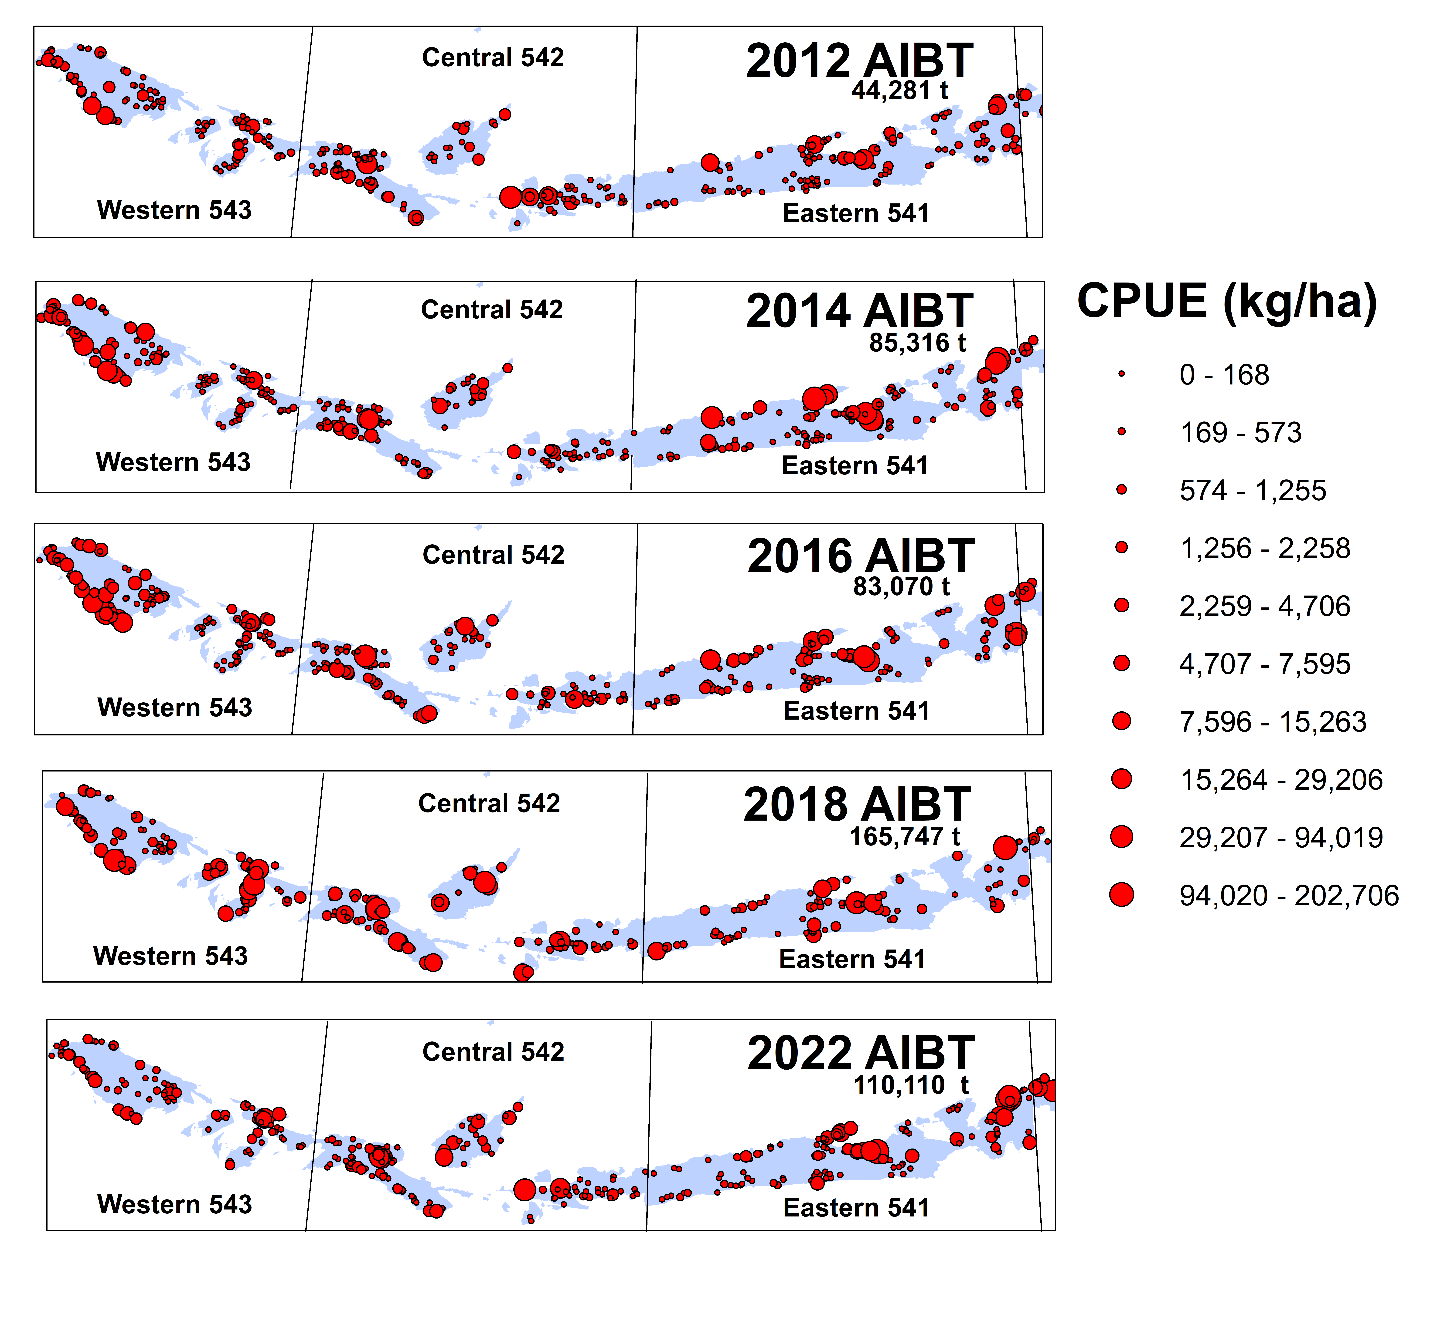 Central 542
2012 AIBT
44,281 t
Western 543
Eastern 541
Central 542
2014 AIBT
85,316 t
Western 543
Eastern 541
Central 542
2016 AIBT
83,070 t
Western 543
Eastern 541
Central 542
2018 AIBT
165,747 t
Western 543
Eastern 541
Central 542
2022 AIBT
110,110 t
Western 543
Eastern 541
CPUE (kg/ha)
0 - 168
169 - 573
574 - 1,255
1,256 - 2,258
2,259 - 4,706
4,707 - 7,595
7,596 - 15,263
15,264 - 29,206
29,207 - 94,019
94,020 - 202,706